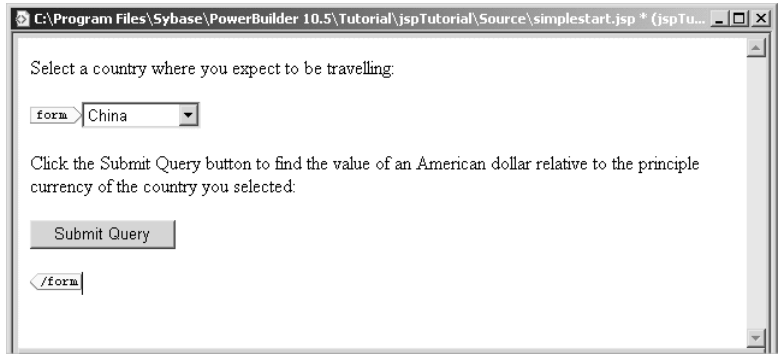 C:\Program Files\Sybase\PowerBuilder 10.5\Tutorial\jspTutorial\Source\simplestart.jsp * (jspTu...
Select a country where you expect to be travelling:
form China
Click the Submit Query button to find the value of an American dollar relative to the principle
currency of the country you selected:
Submit Query
/form